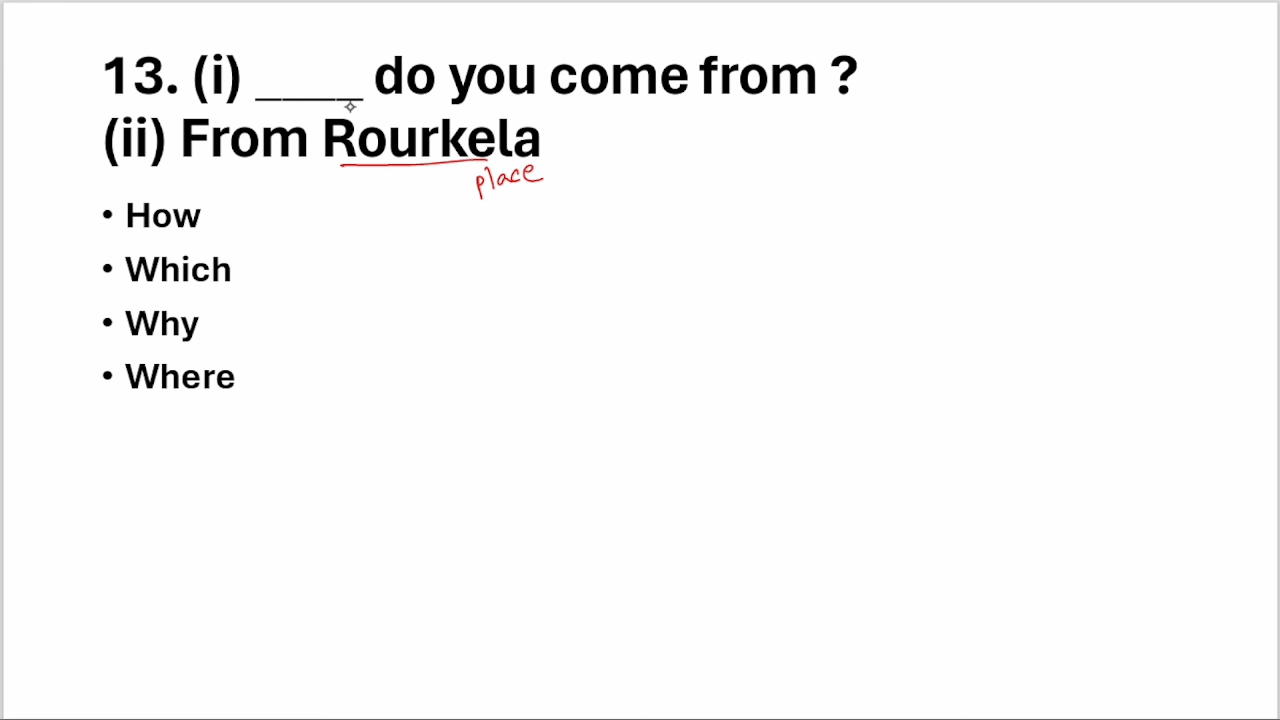 13. (i) ____ do you come from ?
(ii) From Rourkela
place
• How
• Which
• Why
• Where